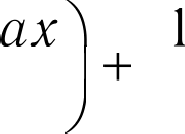 ax) + 1